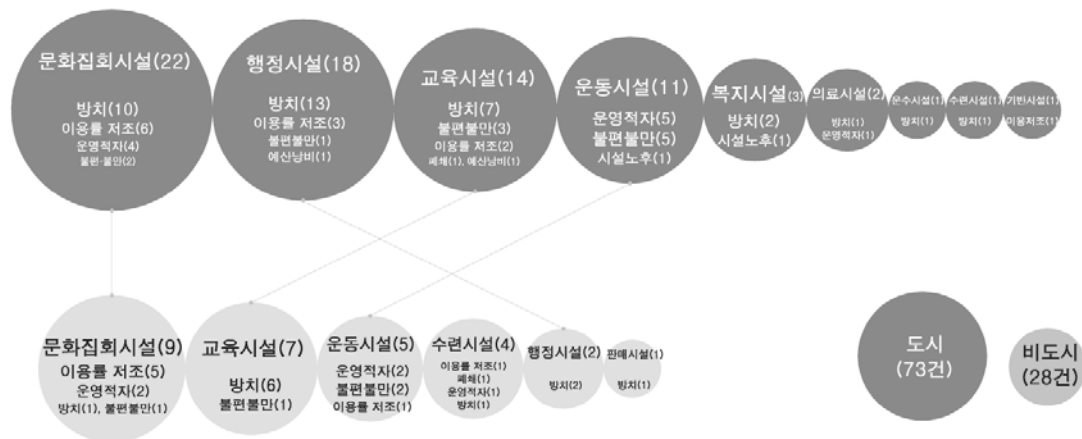 문화집회시설(22)
방치(10)
이용률 저조(6)
운영적자(4)
불편·불만(2)
행정시설(18)
방치(13)
이용률 저조(3)
불편불만(1)
예산낭비(1)
교육시설(14)
방치(7)
불편불만(3)
이용률 저조(2)
폐쇄(1), 예산낭비(1)
운동시설(11)
운영적자(5)
불편불만(5)
시설노후(1)
복지시설(3)
방치(2)
시설노후(1)
의료시설(2)
방치(1)
운영적자(1)
운수시설(1)
방치(1)
수련시설(1)
방치(1)
기반시설(1)
이용저조(1)
문화집회시설(9)
이용률 저조(5)
운영적자(2)
방치(1), 불편불만(1)
교육시설(7)
방치(6)
불편불만(1)
운동시설(5)
운영적자(2)
불편불만(2)
이용률 저조(1)
수련시설(4)
이용률 저조(1)
폐쇄(1)
운영적자(1)
방치(1)
행정시설(2)
방치(2)
판매시설(1)
방치(1)
도시
(73건)
비도시
(28건)